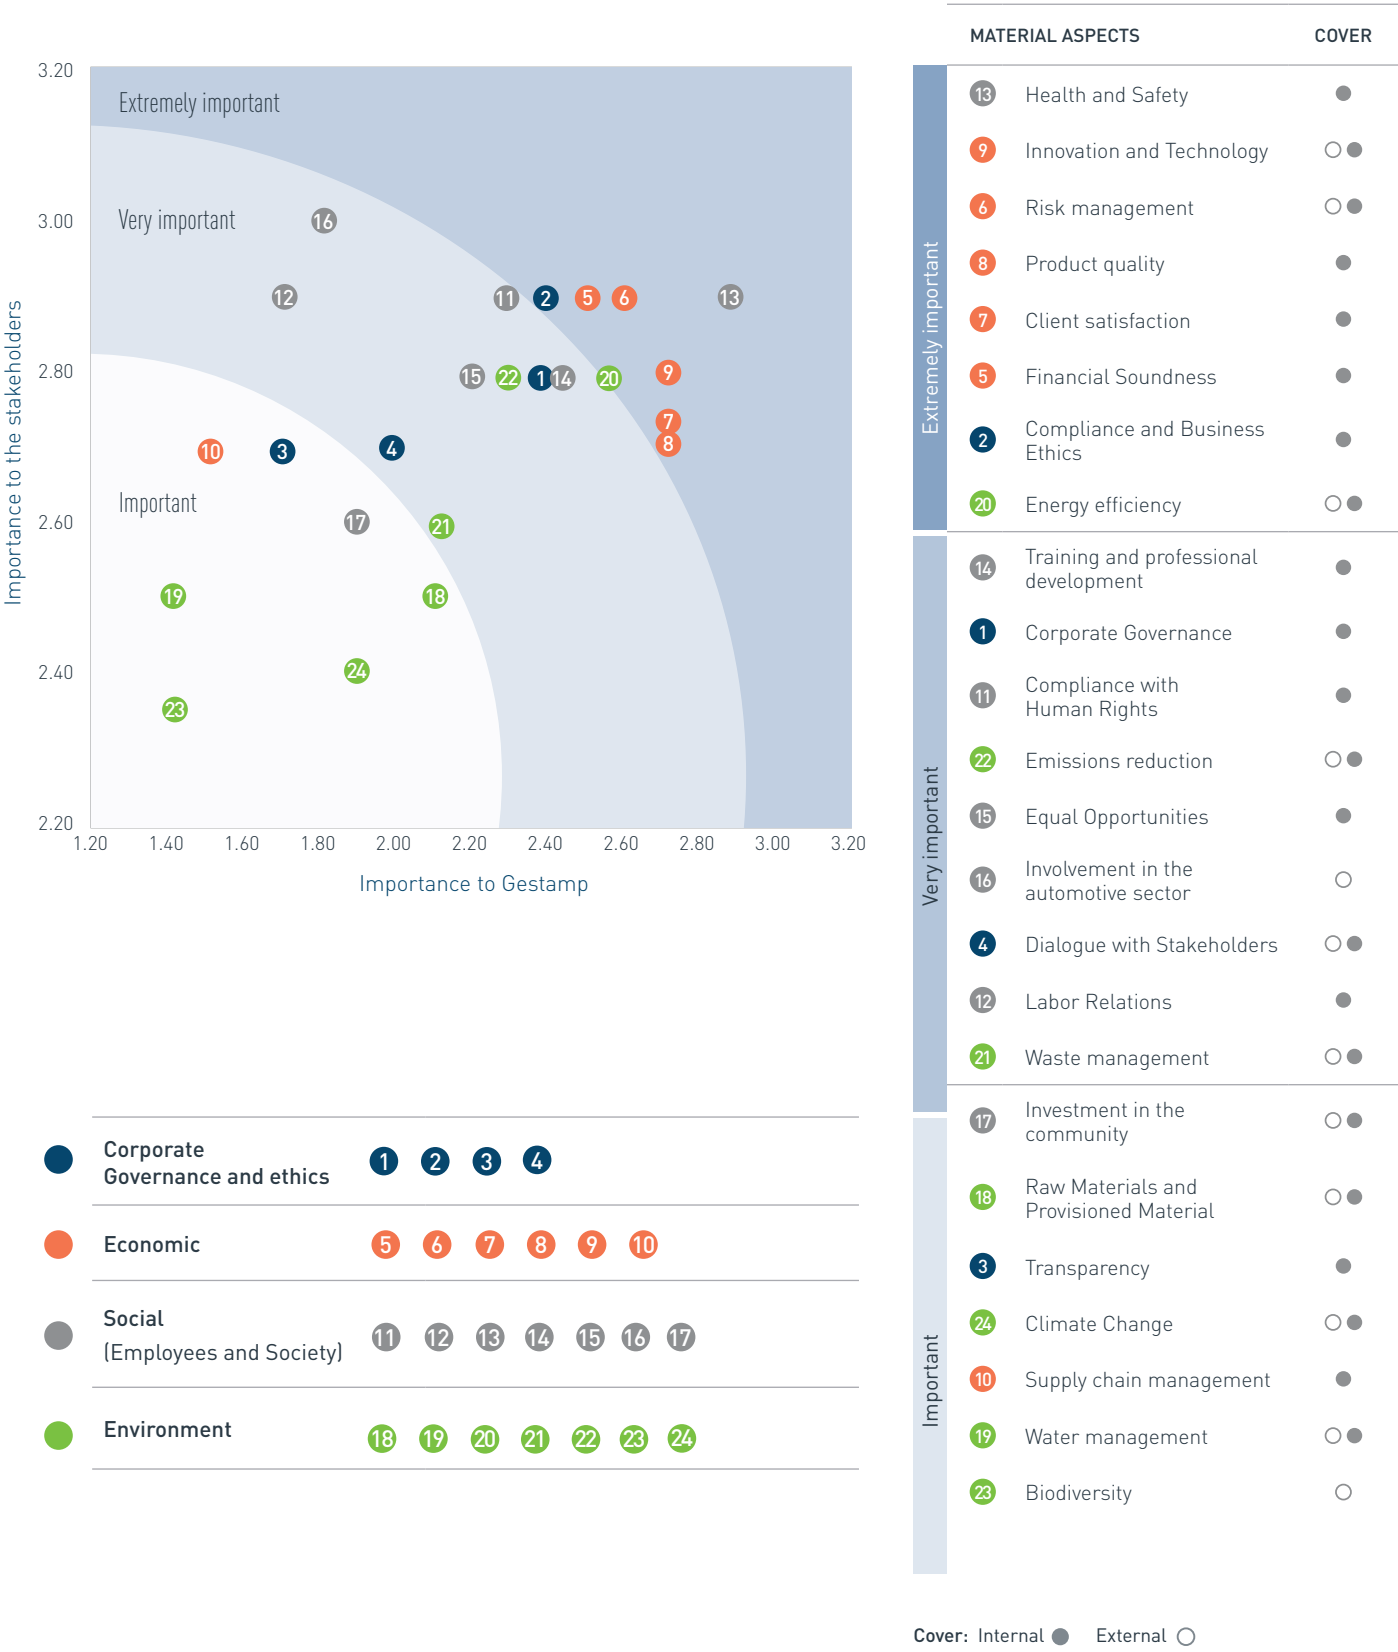 3.20
3.00
2.80
2.60
2.40
2.20
Importance to the stakeholders
Extremely important
Very important
Important
16
12
11
2
5
6
13
15
22
1
14
20
9
7
8
10
3
4
17
21
19
18
24
23
1.20
1.40
1.60
1.80
2.00
2.20
2.40
2.60
2.80
3.00
3.20
Importance to Gestamp
Corporate
Governance and ethics
1 2 3 4
Economic
5 6 7 8 9 10
Social
(Employees and Society)
11 12 13 14 15 16 17
Environment
18 19 20 21 22 23 24
MATERIAL ASPECTS COVER
Extremely important
13 Health and Safety
9 Innovation and Technology
6 Risk management
8 Product quality
7 Client satisfaction
5 Financial Soundness
2 Compliance and Business
Ethics
20 Energy efficiency
Very important
14 Training and professional
development
1 Corporate Governance
11 Compliance with
Human Rights
22 Emissions reduction
15 Equal Opportunities
16 Involvement in the
automotive sector
4 Dialogue with Stakeholders
12 Labor Relations
21 Waste management
Important
17 Investment in the
community
18 Raw Materials and
Provisioned Material
3 Transparency
24 Climate Change
10 Supply chain management
19 Water management
23 Biodiversity
Cover: Internal External